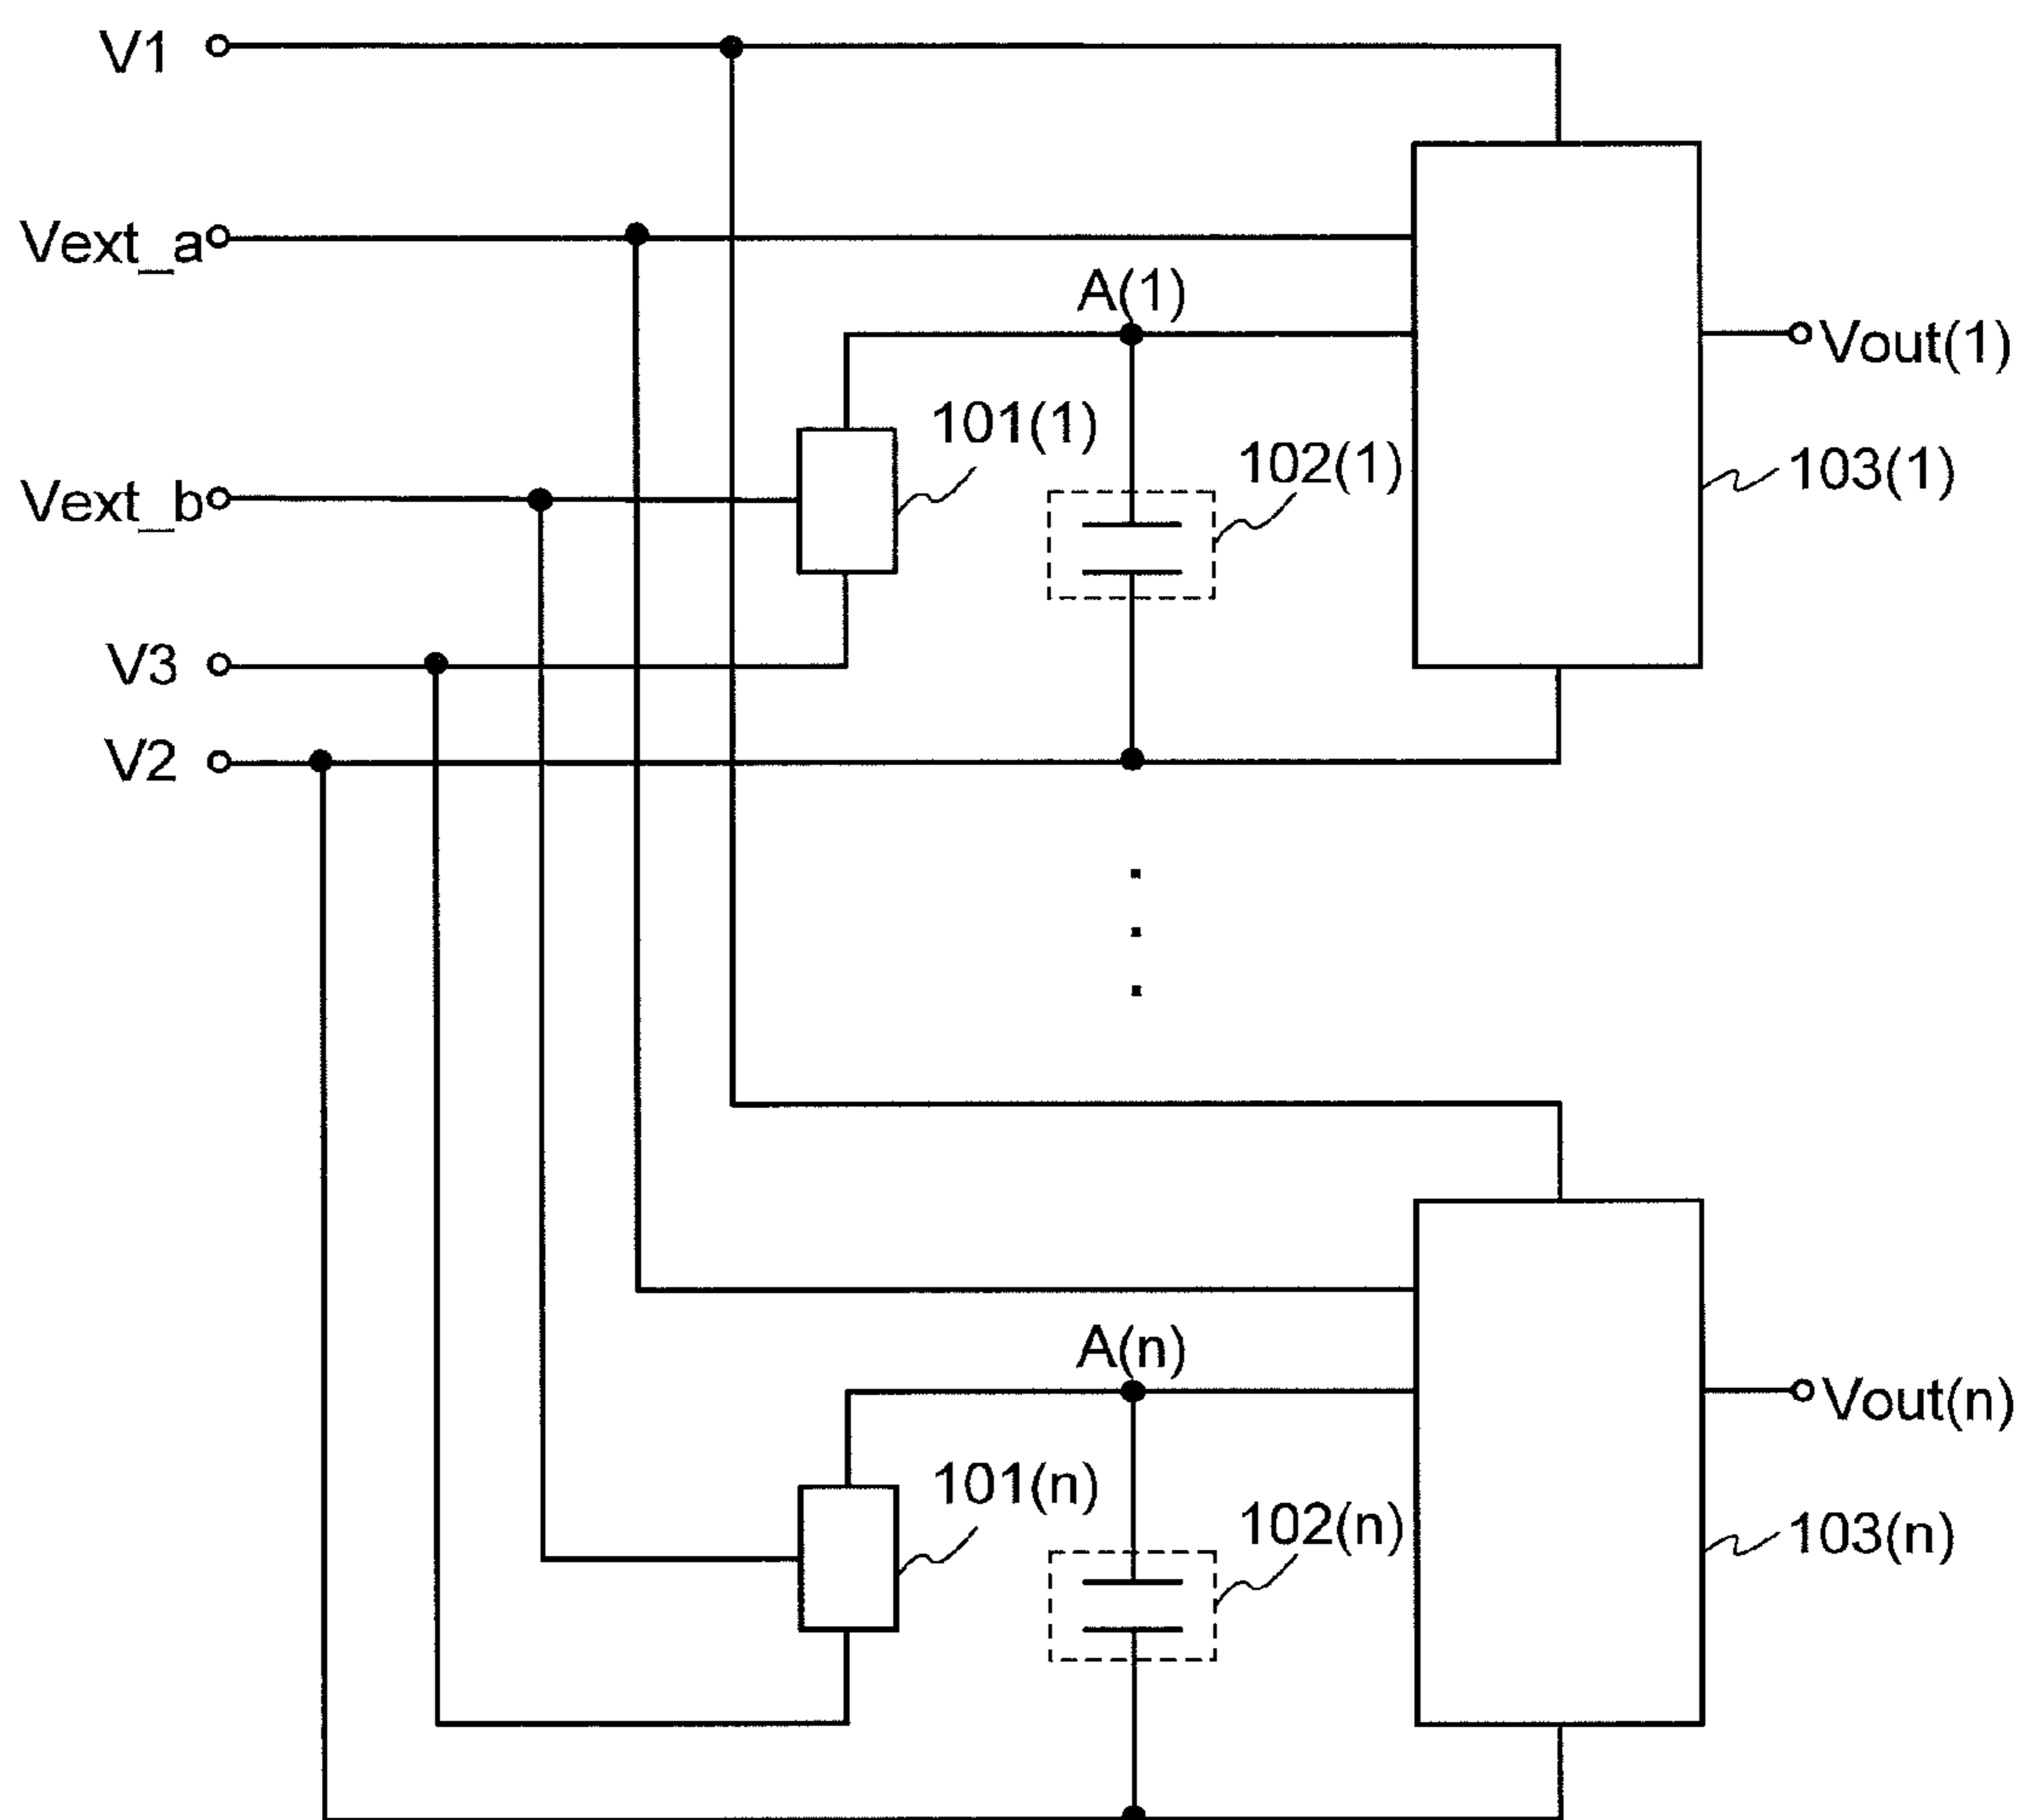 V1
Vext_a
A(1)
Vout(1)
101(1)
102(1)
103(1)
Vext_b
V3
V2
A(n)
Vout(n)
101(n)
102(n)
103(n)